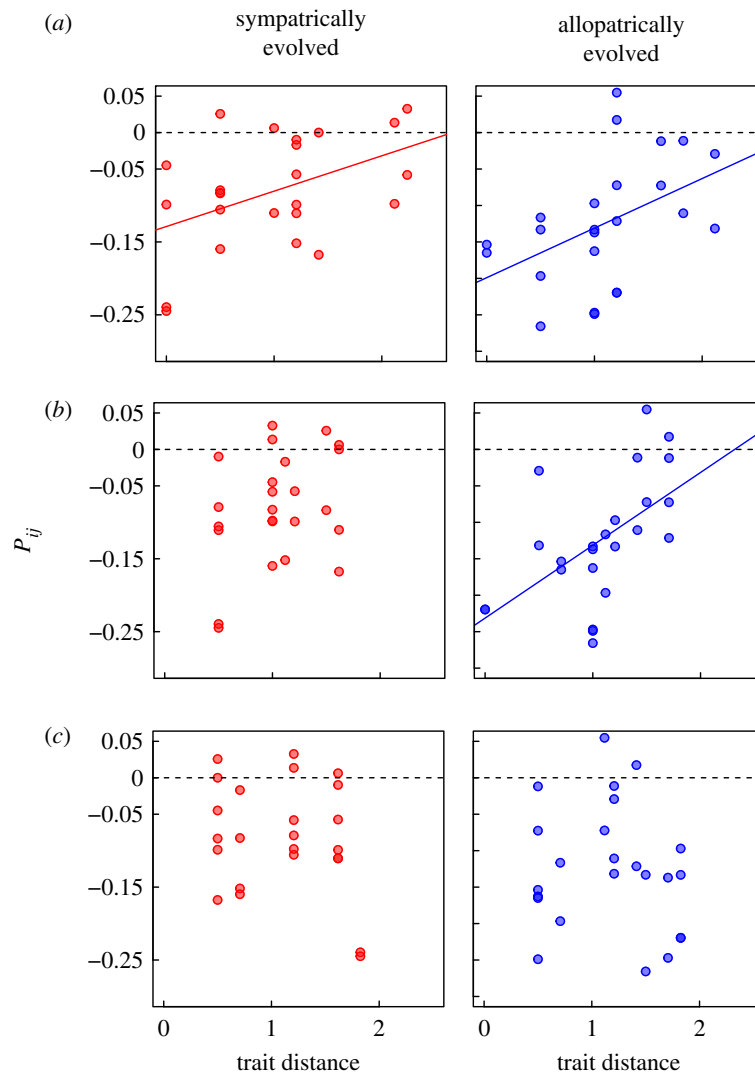 (a)
sympatrically
evolved
allopatrically
evolved
0.05
0
−0.05
−0.15
−0.25
(b)
0.05
0
−0.05
−0.15
−0.25
P_ij
(c)
0.05
0
−0.05
−0.15
−0.25
0 1 2
0 1 2
trait distance
trait distance